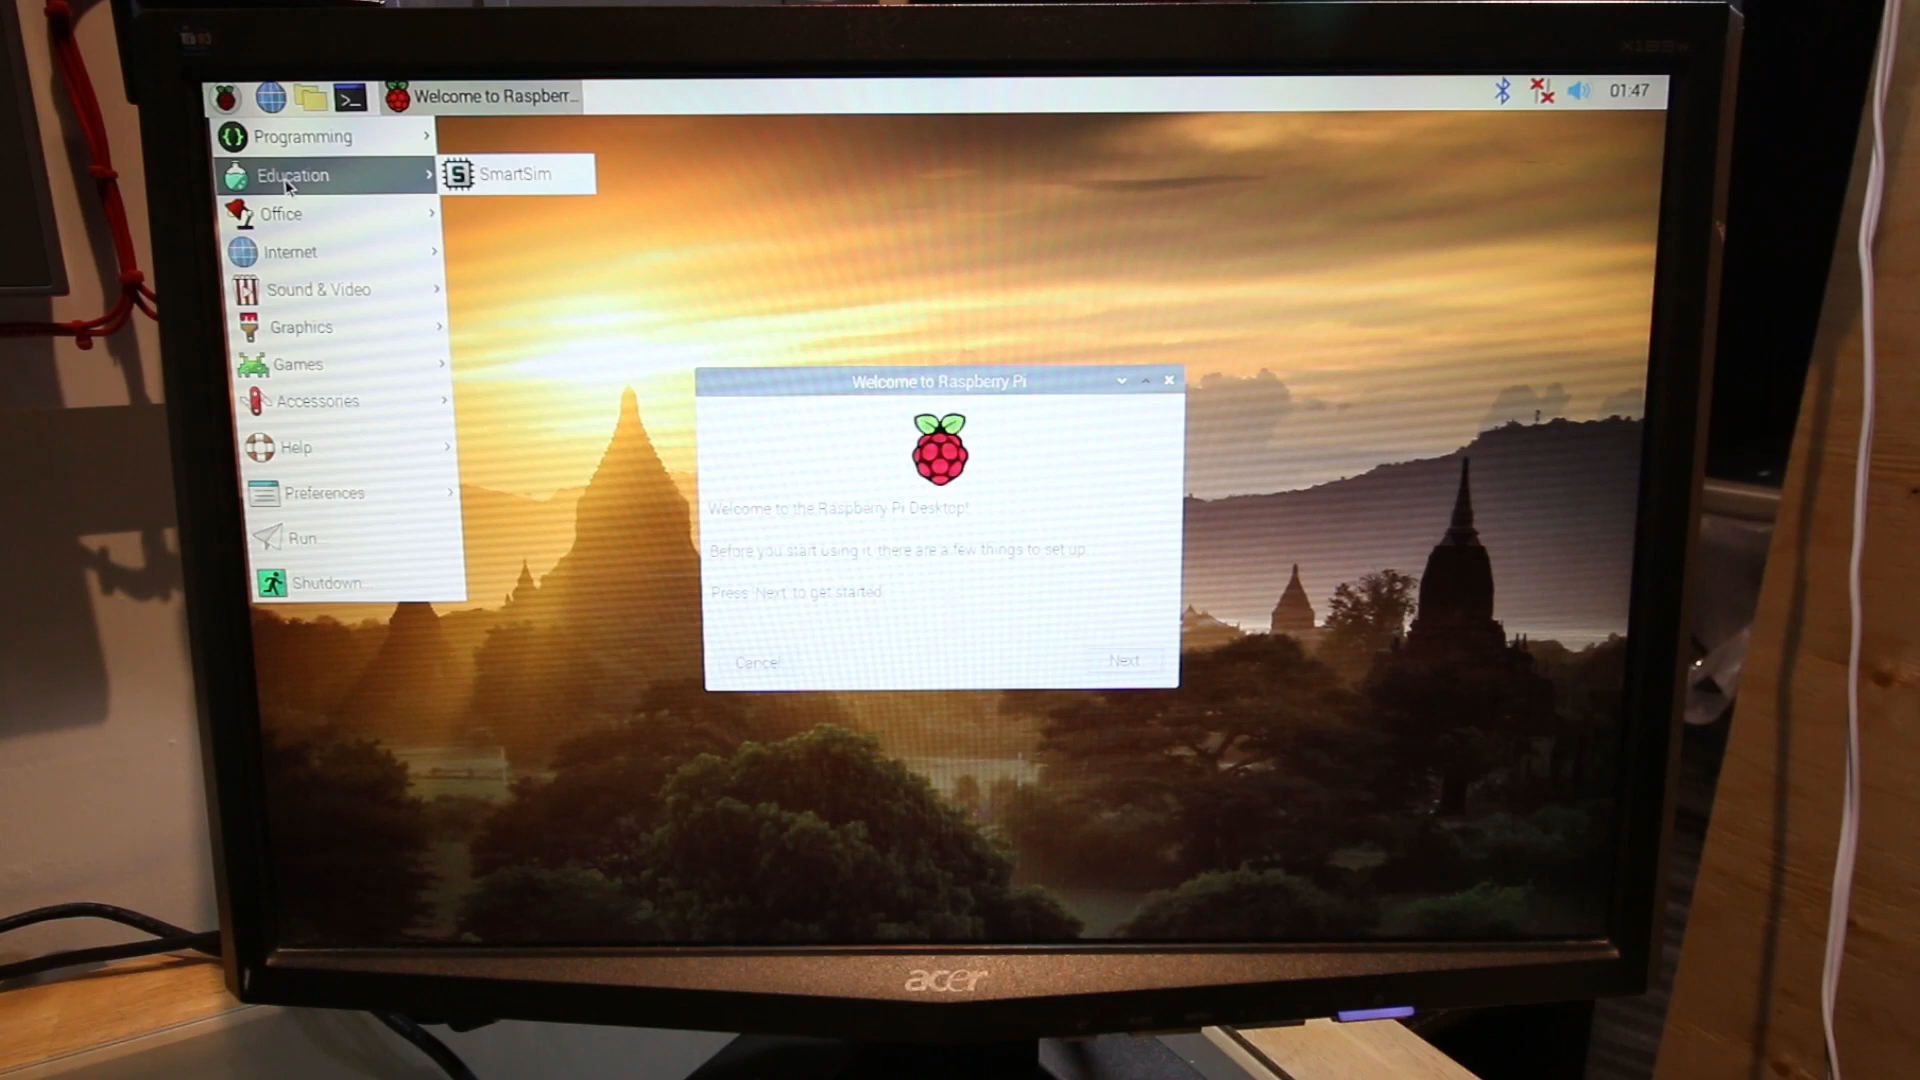 X183W
Welcome to Raspberr...
01:47
Programming
Education
SmartSim
Office
Internet
Sound & Video
Graphics
Games
Accessories
Help
Preferences
Run...
Shutdown...
Welcome to Raspberry Pi
Welcome to the Raspberry Pi Desktop!
Before you start using it, there are a few things to set up.
Press 'Next' to get started.
Cancel
Next
acer